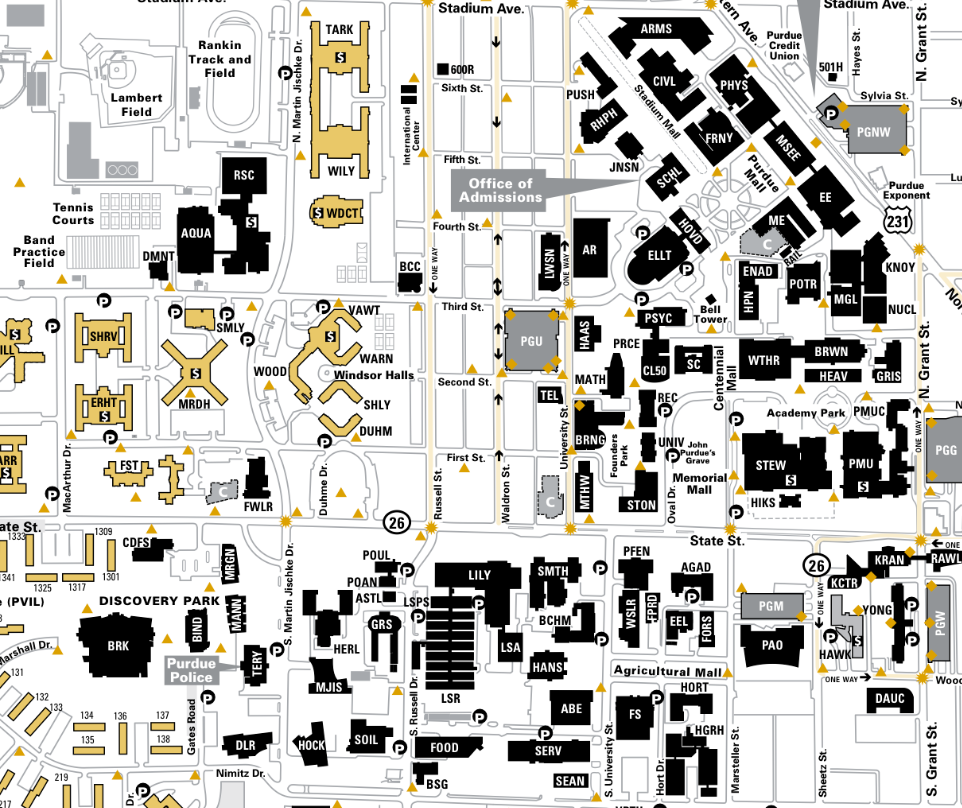 Stadium Ave.
Stadium Ave.
Stadium Ave.
ern Ave.
N. Grant St.
Rankin
Track and
Field
Lambert
Field
N. Martin Jischke Dr.
TARK
S
WILY
S WDCT
600R
Sixth St.
International
Center
Fifth St.
Fourth St.
ARMS
CIVL
PHYS
PUSH
RHPH
JNSN
Stadium Mall
FRNY
SCHL
MSEE
EE
Purdue
Mall
Purdue
Credit
Union
501H
Hayes St.
Sylvia St.
P
PGNW
Sy
Lu
Purdue
Exponent
231
Office of
Admissions
RSC
S
AQUA
Tennis
Courts
Band
Practice
Field
DMNT
BCC
ONE WAY
LWSN
ONE WAY
AR
ELLT
HOVD
P
P
ME
C
RAIL
ENAD
HPN
POTR
MGL
KNOY
NUCL
No
P
P
P
P
P
P
SHRV
SMLY
S
MRDH
ERHT
S
S
ILL
ARR
S
P
P
VAWT
S
WARN
WOOD
Windsor Halls
SHLY
DUHM
P
Third St.
PGU
Second St.
HAAS
P
PSYC
PRCE
CL50
SC
Bell
Tower
Centennial
Mall
WTHR
BRWN
HEAV
GRIS
N. Grant St.
MATH
TEL
University St.
BRNG
REC
P
UNIV
P
John
Purdue's
Grave
Founders
Park
Memorial
Mall
P
Academy Park
PMUC
ONE WAY
N
PGG
STEW
S
PMU
S
HIKS
P
First St.
MacArthur Dr.
FST
C
FWLR
Duhme Dr.
Russell St.
Waldron St.
C
MTHW
STON
Oval Dr.
ate St.
26
State St.
26
ONE
1333
1309
1341
1325
1317
1301
CDFS
MRGN
e (PVIL)
DISCOVERY PARK
BRK
BIND
MANN
Purdue
Police
TERY
P
P
Marshall Dr.
131
132
133
134
135
136
137
138
219
217
Gates Road
DLR
Nimitz Dr.
P
Dr.
S. Martin Jischke Dr.
HERL
MJIS
HOCK
SOIL
P
POUL
P
POAN
ASTL
GRS
LSPS
LILY
SMTH
P
BCHM
P
LSA
HANS
LSR
S. Russell Dr.
P
P
FOOD
BSG
ABE
SERV
SEAN
S. University St.
PFEN
WSLR
FPRD
AGAD
EEL
FORS
Agricultural Mall
FS
P
HORT
HGRH
Hort Dr.
Marsteller St.
P
PGM
PAO
ONE WAY
KCTR
KRAN
RAWL
YONG
HAWK
S
P
P
P
PGW
ONE WAY
Wood
DAUC
Sheetz St.
S. Grant St.